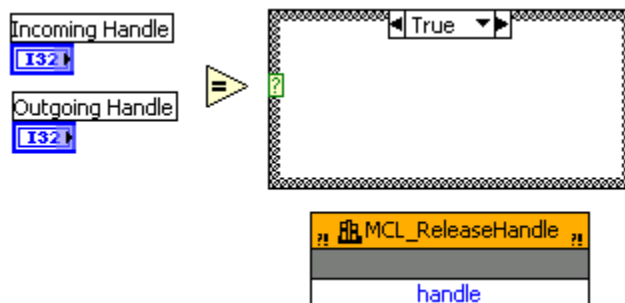 Incoming Handle
I32
Outgoing Handle
I32
=
True
?
?! MCL_ReleaseHandle ?!
handle